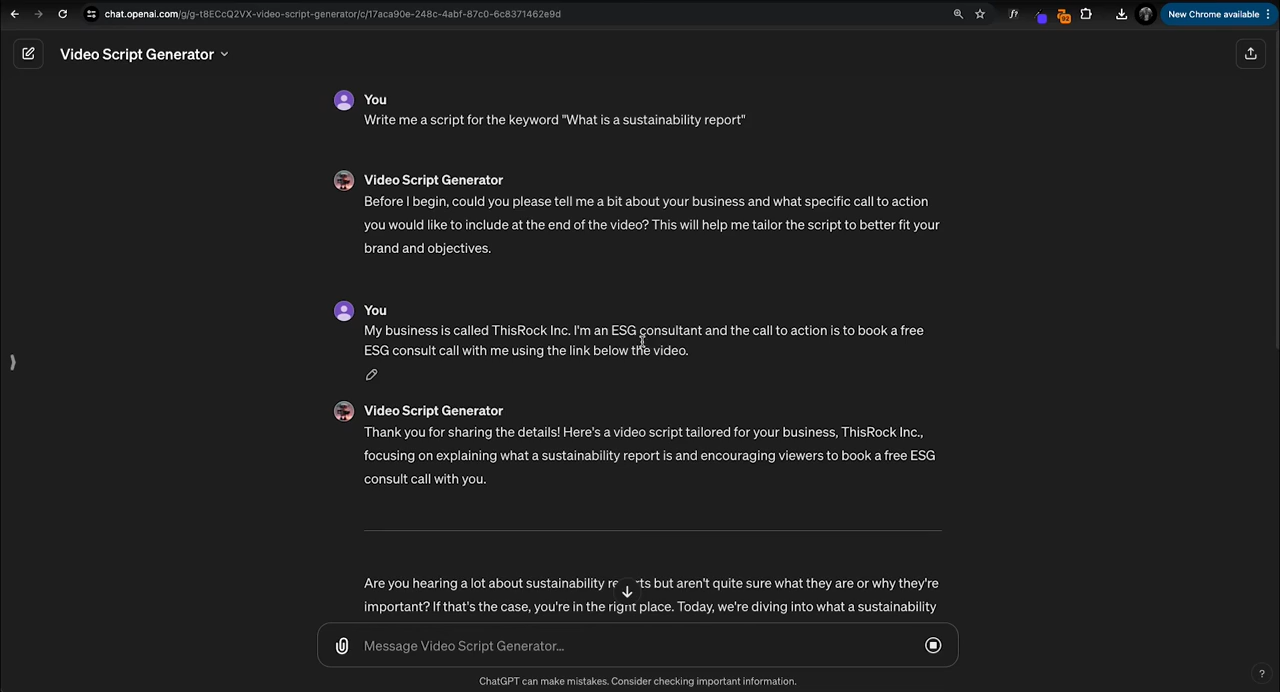 chat.openai.com/g/g-t8ECcQ2VX-video-script-generator/c/17aca90e-248c-4abf-87c0-6c8371462e9d
New Chrome available
Video Script Generator
You
Write me a script for the keyword "What is a sustainability report"
Video Script Generator
Before I begin, could you please tell me a bit about your business and what specific call to action
you would like to include at the end of the video? This will help me tailor the script to better fit your
brand and objectives.
You
My business is called ThisRock Inc. I'm an ESG consultant and the call to action is to book a free
ESG consult call with me using the link below the video.
Video Script Generator
Thank you for sharing the details! Here's a video script tailored for your business, ThisRock Inc.,
focusing on explaining what a sustainability report is and encouraging viewers to book a free ESG
consult call with you.
Are you hearing a lot about sustainability but aren't quite sure what they are or why they're
important? If that's the case, you're in the right place. Today, we're diving into what a sustainability
Message Video Script Generator...
ChatGPT can make mistakes. Consider checking important information.
?